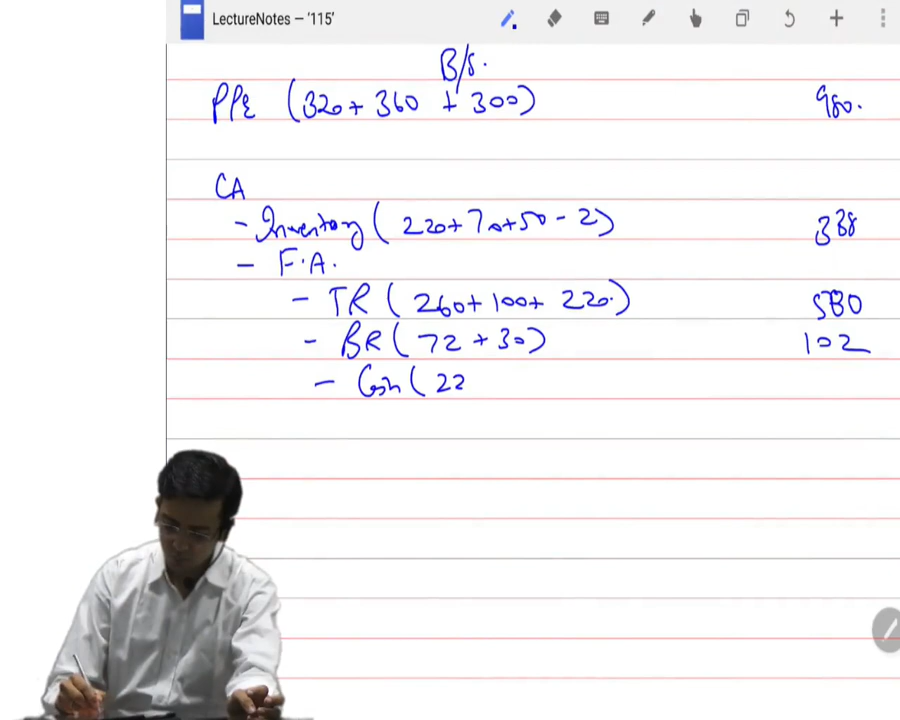 LectureNotes – '115'
B/S.
PPE (320+360 + 300) 980.
CA
- Inventory (220+70+50-2) 338
- F.A.
- TR (260+100+ 220.) 580
- BR (72 +30) 102
- Cash ( 22